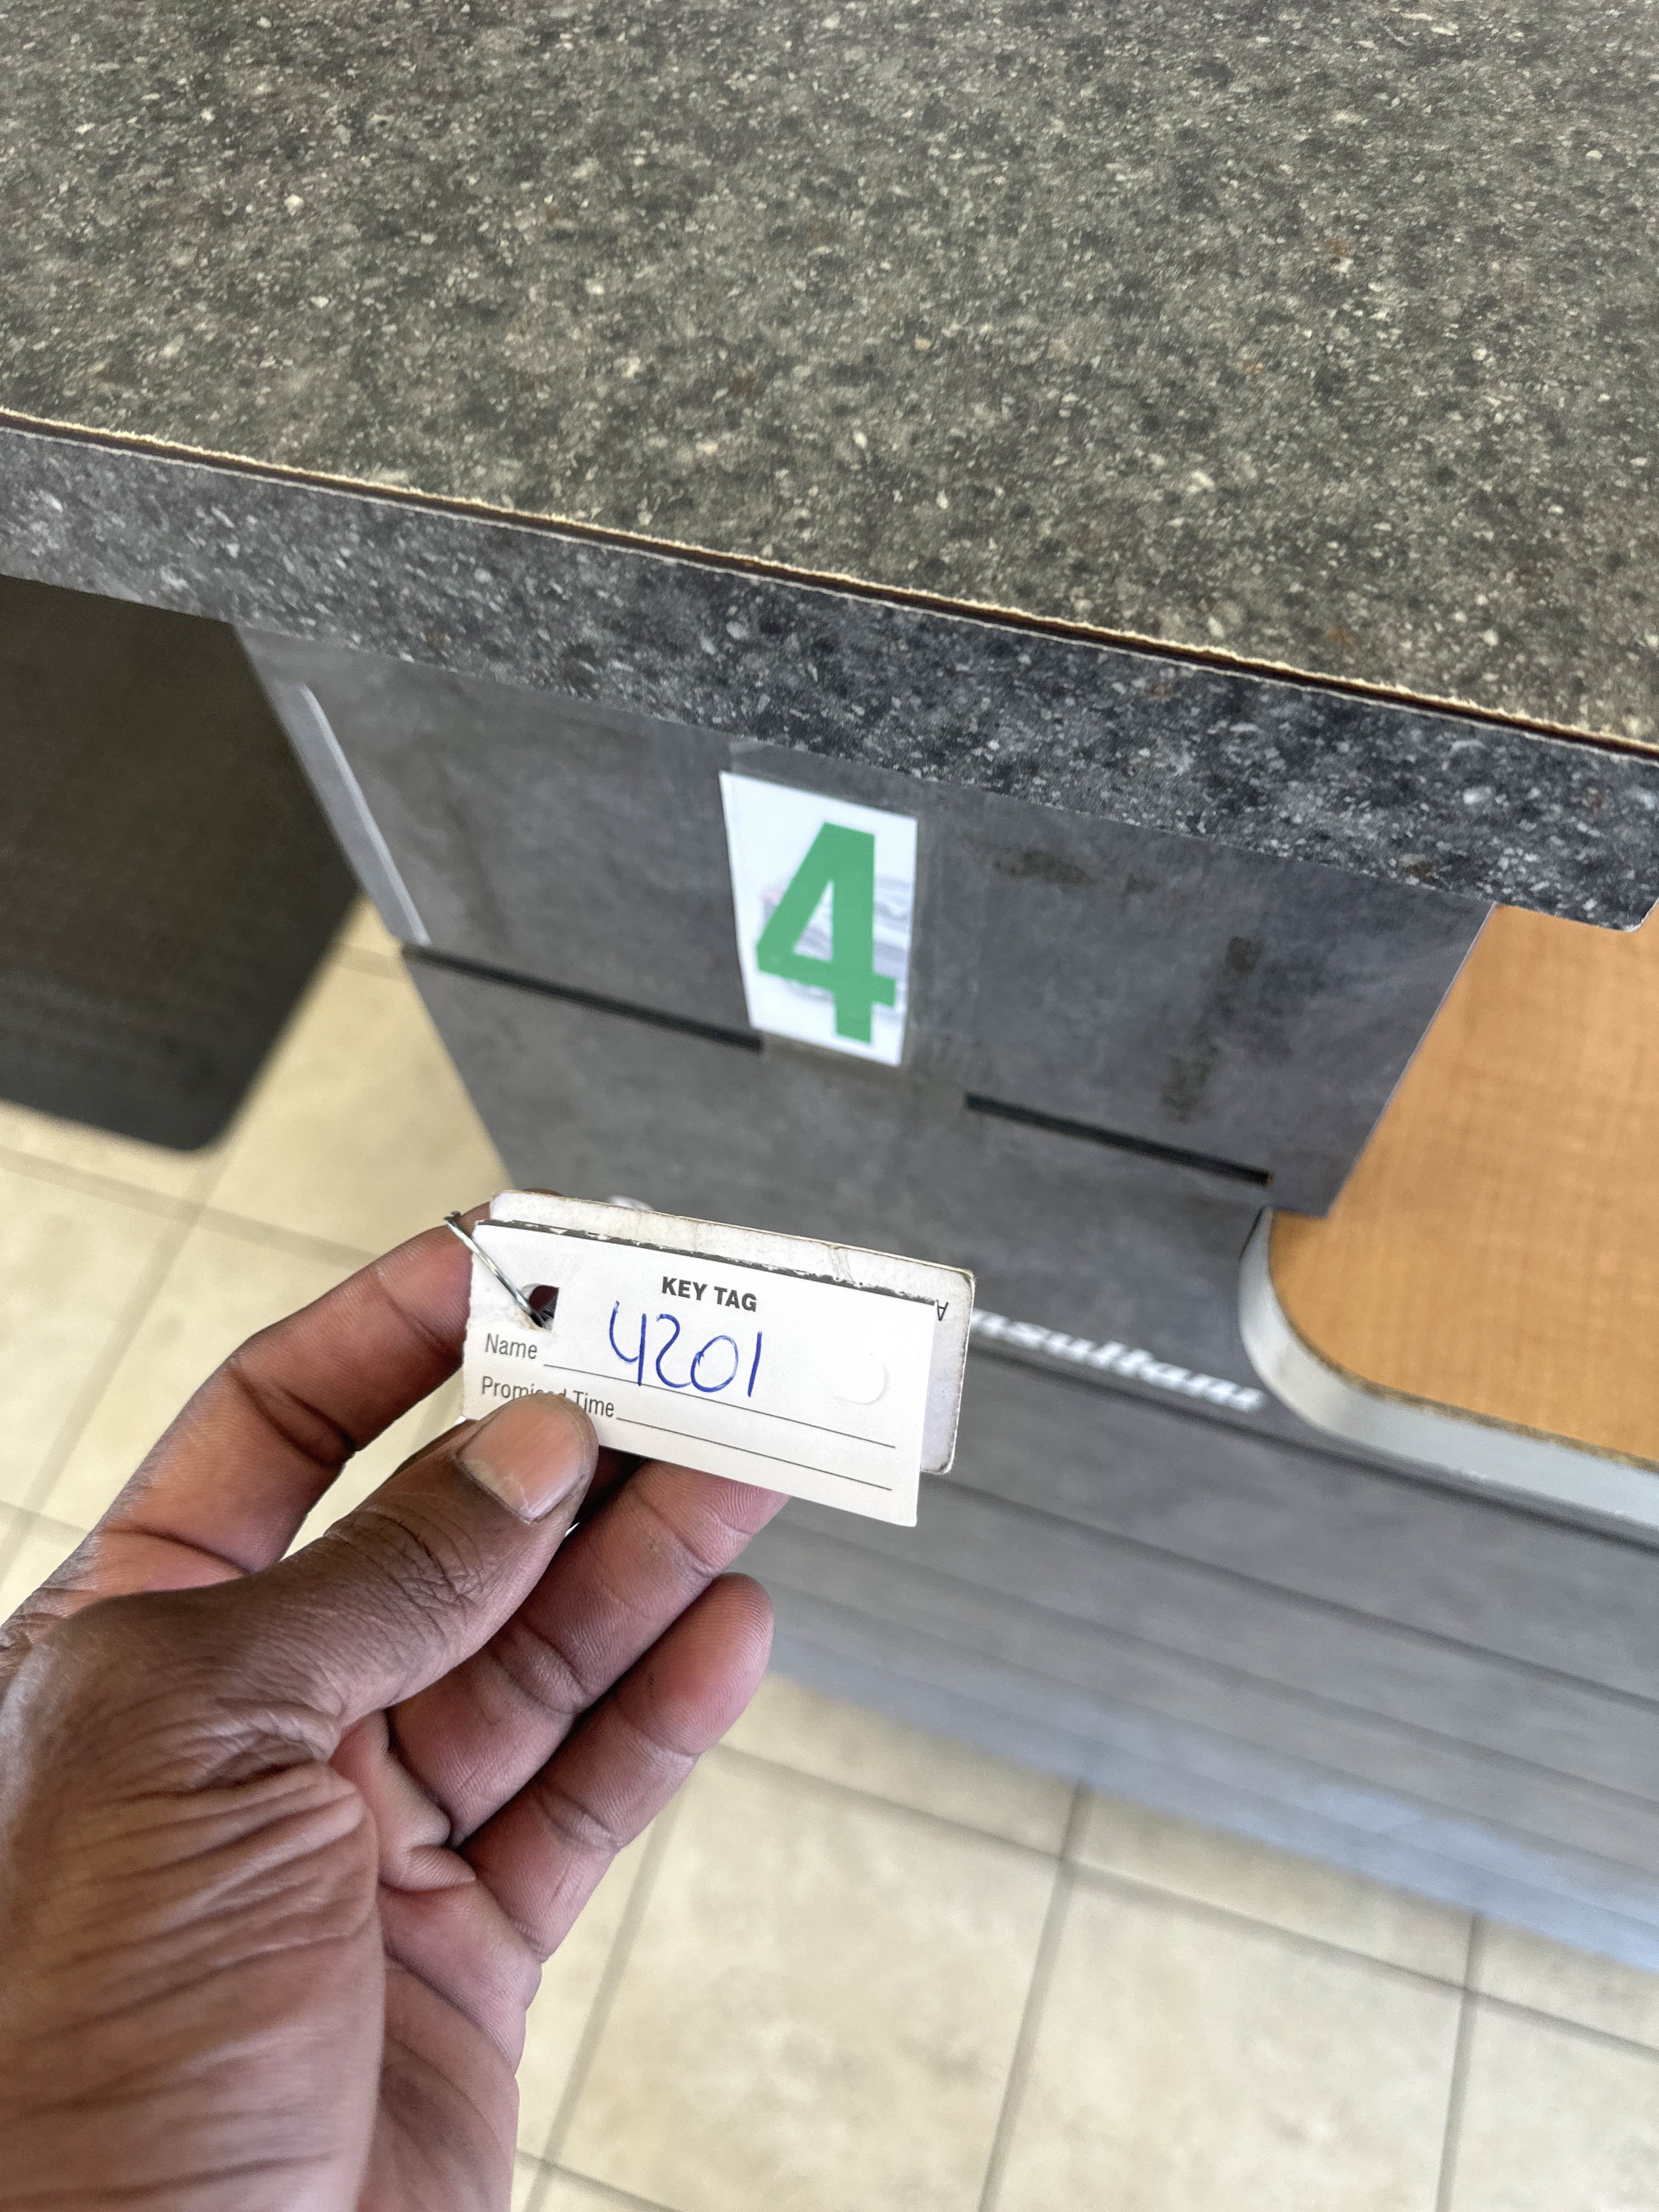 4
KEY TAG
Name 4201
Promised Time
A